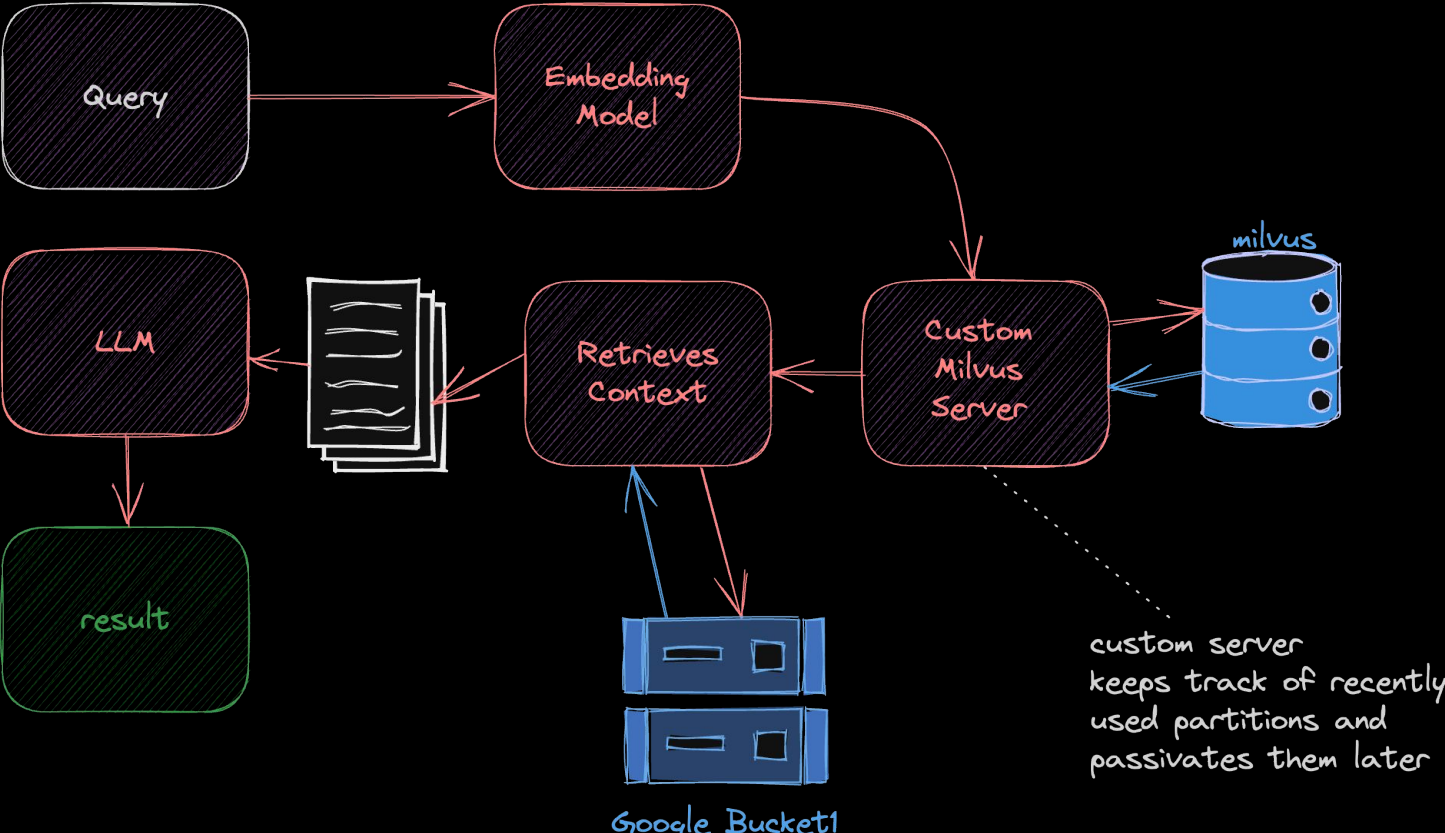 Query
Embedding
Model
milvus
LLM
Retrieves
Context
Custom
Milvus
Server
result
custom server
keeps track of recently
used partitions and
passivates them later
Google Bucket1